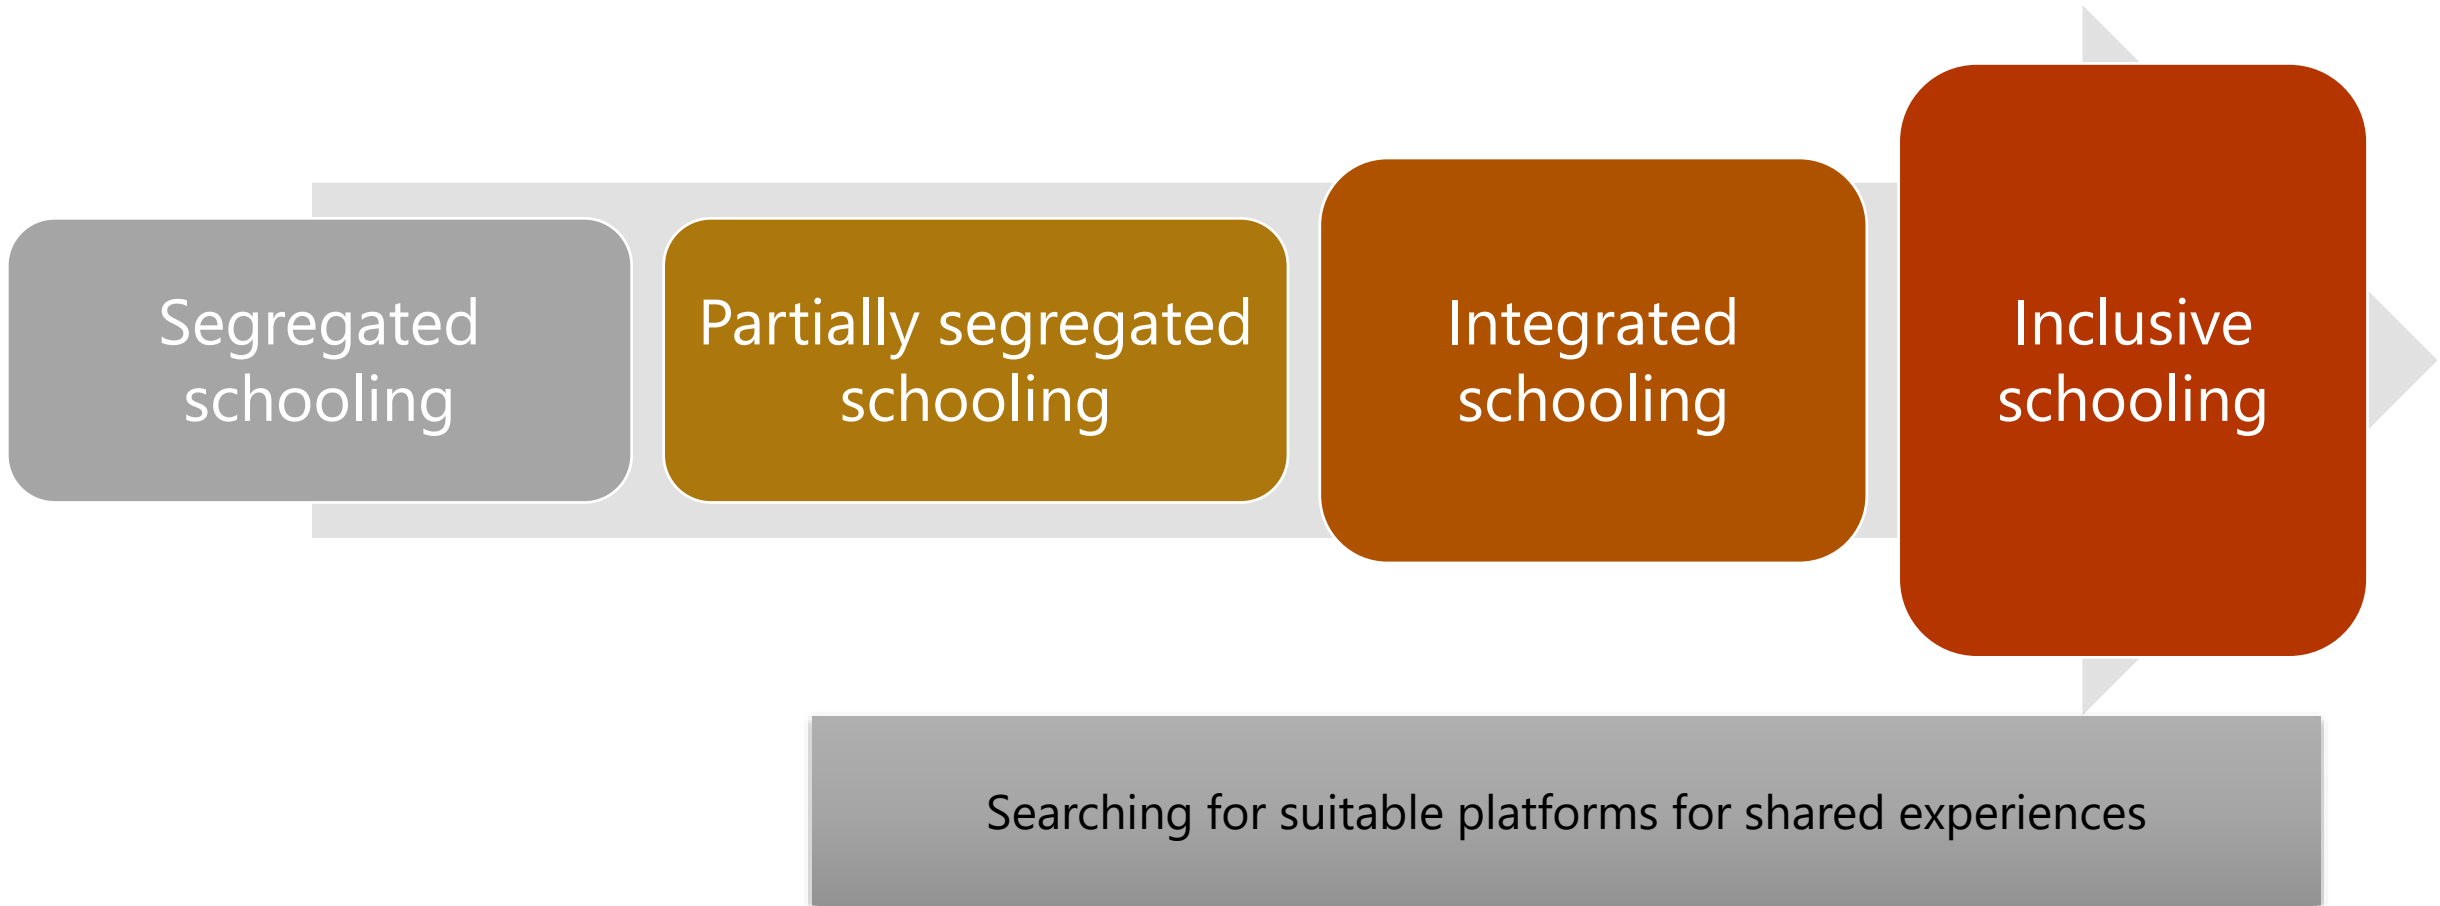 Segregated
schooling
Partially segregated
schooling
Integrated
schooling
Inclusive
schooling
Searching for suitable platforms for shared experiences